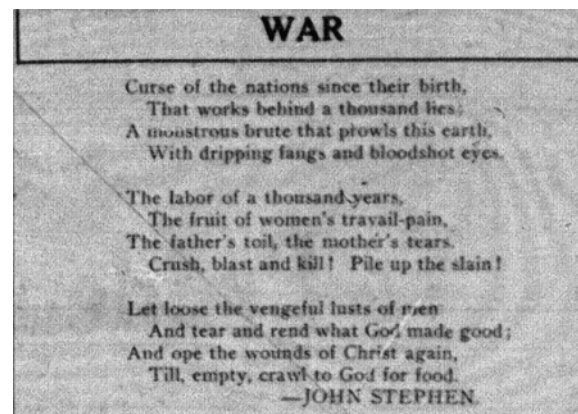 WAR
Curse of the nations since their birth,
That works behind a thousand lies;
A monstrous brute that prowls this earth,
With dripping fangs and bloodshot eyes.
The labor of a thousand years,
The fruit of women's travail-pain,
The father's toil, the mother's tears.
Crush, blast and kill! Pile up the slain!
Let loose the vengeful lusts of men
And tear and rend what God made good;
And ope the wounds of Christ again,
Till, empty, crawl to God for food.
—JOHN STEPHEN.